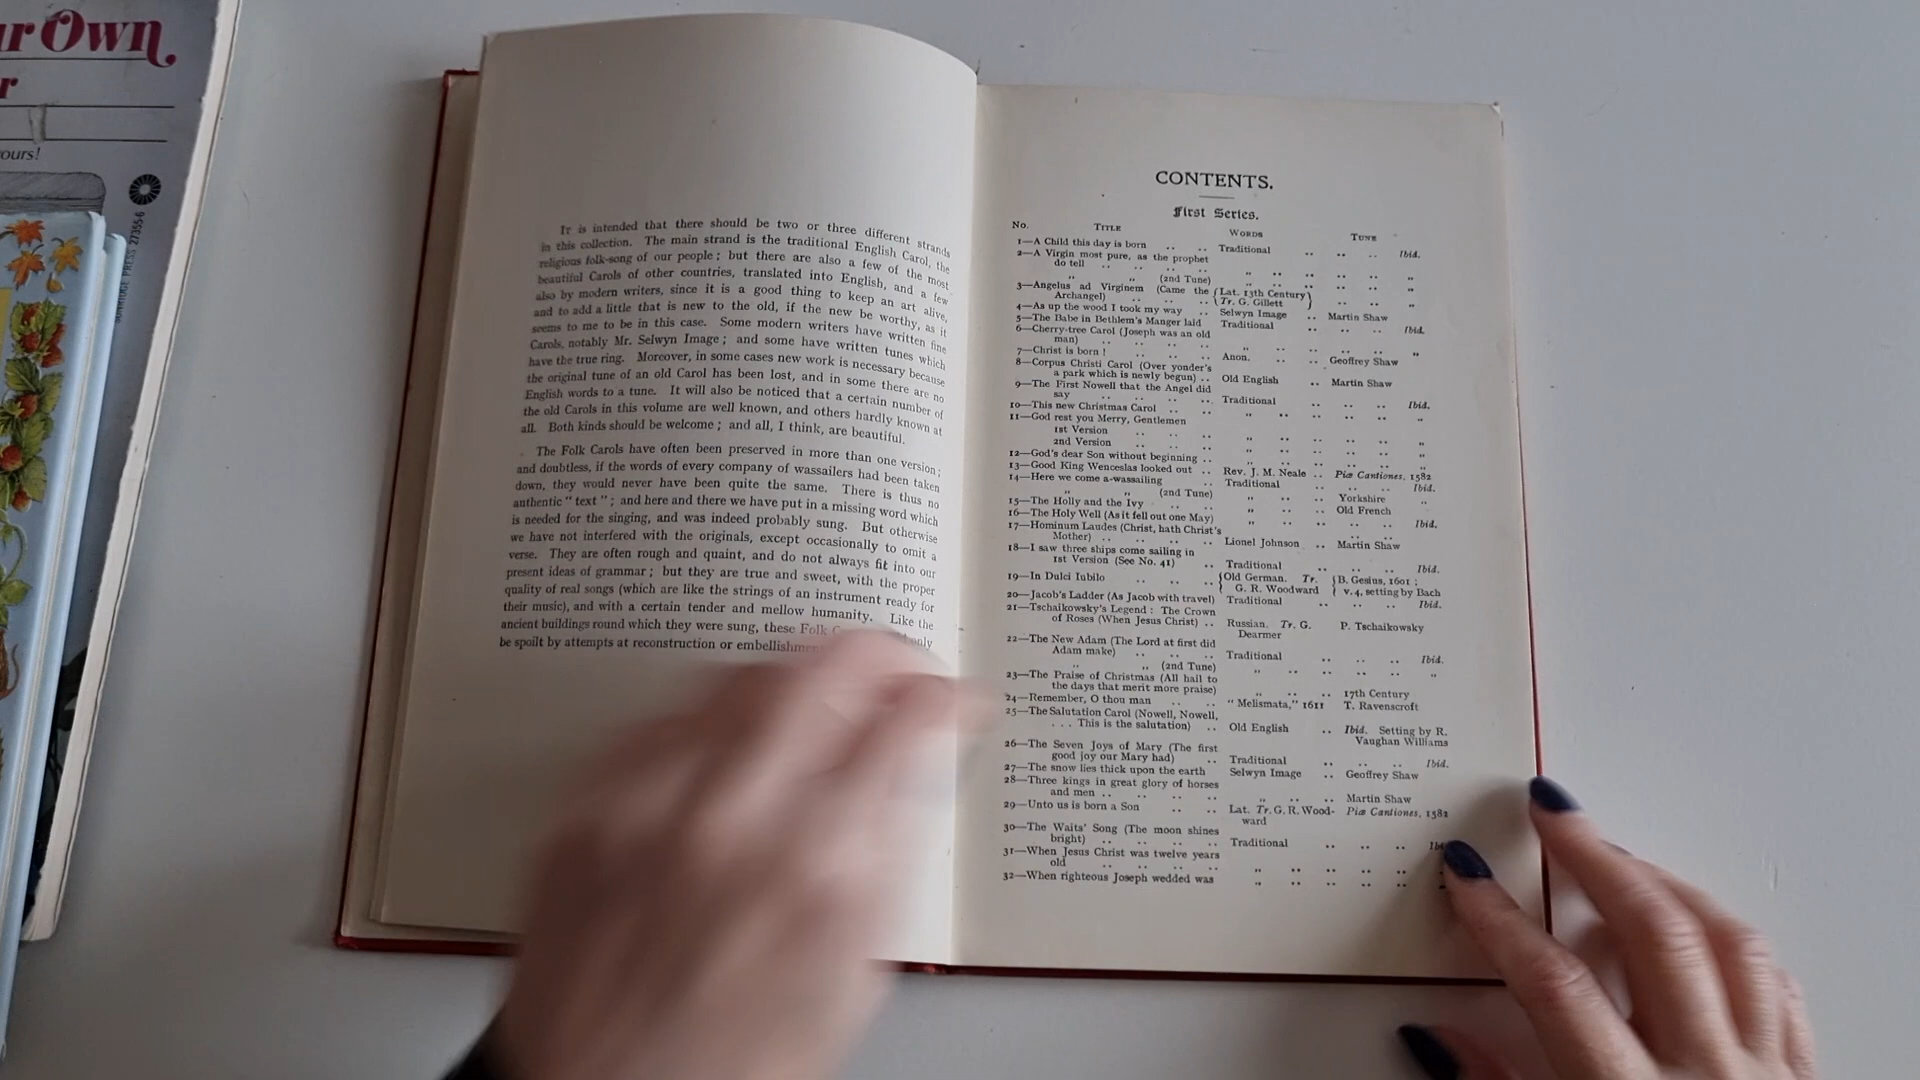 ur Own
r
ours!
SUNRIDGE PRESS 27355-6
It is intended that there should be two or three different strands
in this collection. The main strand is the traditional English Carol, the
religious folk-song of our people; but there are also a few of the most
beautiful Carols of other countries, translated into English, and a few
also by modern writers, since it is a good thing to keep an art alive,
and to add a little that is new to the old, if the new be worthy, as it
seems to me to be in this case. Some modern writers have written fine
Carols, notably Mr. Selwyn Image; and some have written tunes which
have the true ring. Moreover, in some cases new work is necessary because
the original tune of an old Carol has been lost, and in some there are no
English words to a tune. It will also be noticed that a certain number of
the old Carols in this volume are well known, and others hardly known at
all. Both kinds should be welcome; and all, I think, are beautiful.
The Folk Carols have often been preserved in more than one version;
and doubtless, if the words of every company of wassailers had been taken
down, they would never have been quite the same. There is thus no
authentic "text"; and here and there we have put in a missing word which
is needed for the singing, and was indeed probably sung. But otherwise
we have not interfered with the originals, except occasionally to omit a
verse. They are often rough and quaint, and do not always fit into our
present ideas of grammar; but they are true and sweet, with the proper
quality of real songs (which are like the strings of an instrument ready for
their music), and with a certain tender and mellow humanity. Like the
ancient buildings round which they were sung, these Folk only
be spoilt by attempts at reconstruction or embellishmen
CONTENTS.
First Series.
No. TITLE WORDS TUNE
1—A Child this day is born .. .. Traditional .. .. .. Ibid.
2—A Virgin most pure, as the prophet
do tell .. .. .. .. " .. .. .. .. "
" " (2nd Tune) " .. .. .. .. "
3—Angelus ad Virginem (Came the {Lat. 13th Century}
Archangel) .. .. .. {Tr. G. Gillett } .. .. "
4—As up the wood I took my way .. Selwyn Image .. Martin Shaw
5—The Babe in Bethlem's Manger laid Traditional .. .. .. Ibid.
6—Cherry-tree Carol (Joseph was an old
man) .. .. .. .. " .. .. .. .. "
7—Christ is born! .. .. .. Anon. .. .. Geoffrey Shaw
8—Corpus Christi Carol (Over yonder's
a park which is newly begun) .. Old English .. Martin Shaw
9—The First Nowell that the Angel did
say .. .. .. .. Traditional .. .. .. Ibid.
10—This new Christmas Carol .. .. " .. .. .. .. "
11—God rest you Merry, Gentlemen
1st Version .. .. .. " .. .. .. .. "
2nd Version .. .. .. " .. .. .. .. "
12—God's dear Son without beginning .. " .. .. .. .. "
13—Good King Wenceslas looked out .. Rev. J. M. Neale .. Piæ Cantiones, 1582
14—Here we come a-wassailing .. Traditional .. .. .. Ibid.
" " (2nd Tune) " .. .. Yorkshire "
15—The Holly and the Ivy .. .. " .. .. Old French
16—The Holy Well (As it fell out one May) " .. .. .. .. Ibid.
17—Hominum Laudes (Christ, hath Christ's
Mother) .. .. .. .. Lionel Johnson .. Martin Shaw
18—I saw three ships come sailing in
1st Version (See No. 41) .. Traditional .. .. .. Ibid.
19—In Dulci Iubilo .. .. .. {Old German. Tr. {B. Gesius, 1601;
{ G. R. Woodward { v. 4, setting by Bach
20—Jacob's Ladder (As Jacob with travel) Traditional .. .. .. Ibid.
21—Tschaikowsky's Legend: The Crown
of Roses (When Jesus Christ) .. Russian. Tr. G. P. Tschaikowsky
Dearmer
22—The New Adam (The Lord at first did
Adam make) .. .. .. Traditional .. .. .. Ibid.
" " (2nd Tune) " .. .. .. .. "
23—The Praise of Christmas (All hail to
the days that merit more praise) " .. .. 17th Century
24—Remember, O thou man .. .. "Melismata," 1611 T. Ravenscroft
25—The Salutation Carol (Nowell, Nowell,
. . . This is the salutation) .. Old English .. Ibid. Setting by R.
Vaughan Williams
26—The Seven Joys of Mary (The first
good joy our Mary had) .. Traditional .. .. .. Ibid.
27—The snow lies thick upon the earth Selwyn Image .. Geoffrey Shaw
28—Three kings in great glory of horses
and men .. .. .. .. " .. .. Martin Shaw
29—Unto us is born a Son .. .. Lat. Tr. G. R. Wood- Piæ Cantiones, 1582
ward
30—The Waits' Song (The moon shines
bright) .. .. .. .. Traditional .. .. ..
31—When Jesus Christ was twelve years
old .. .. .. .. " .. .. ..
32—When righteous Joseph wedded was " .. .. ..